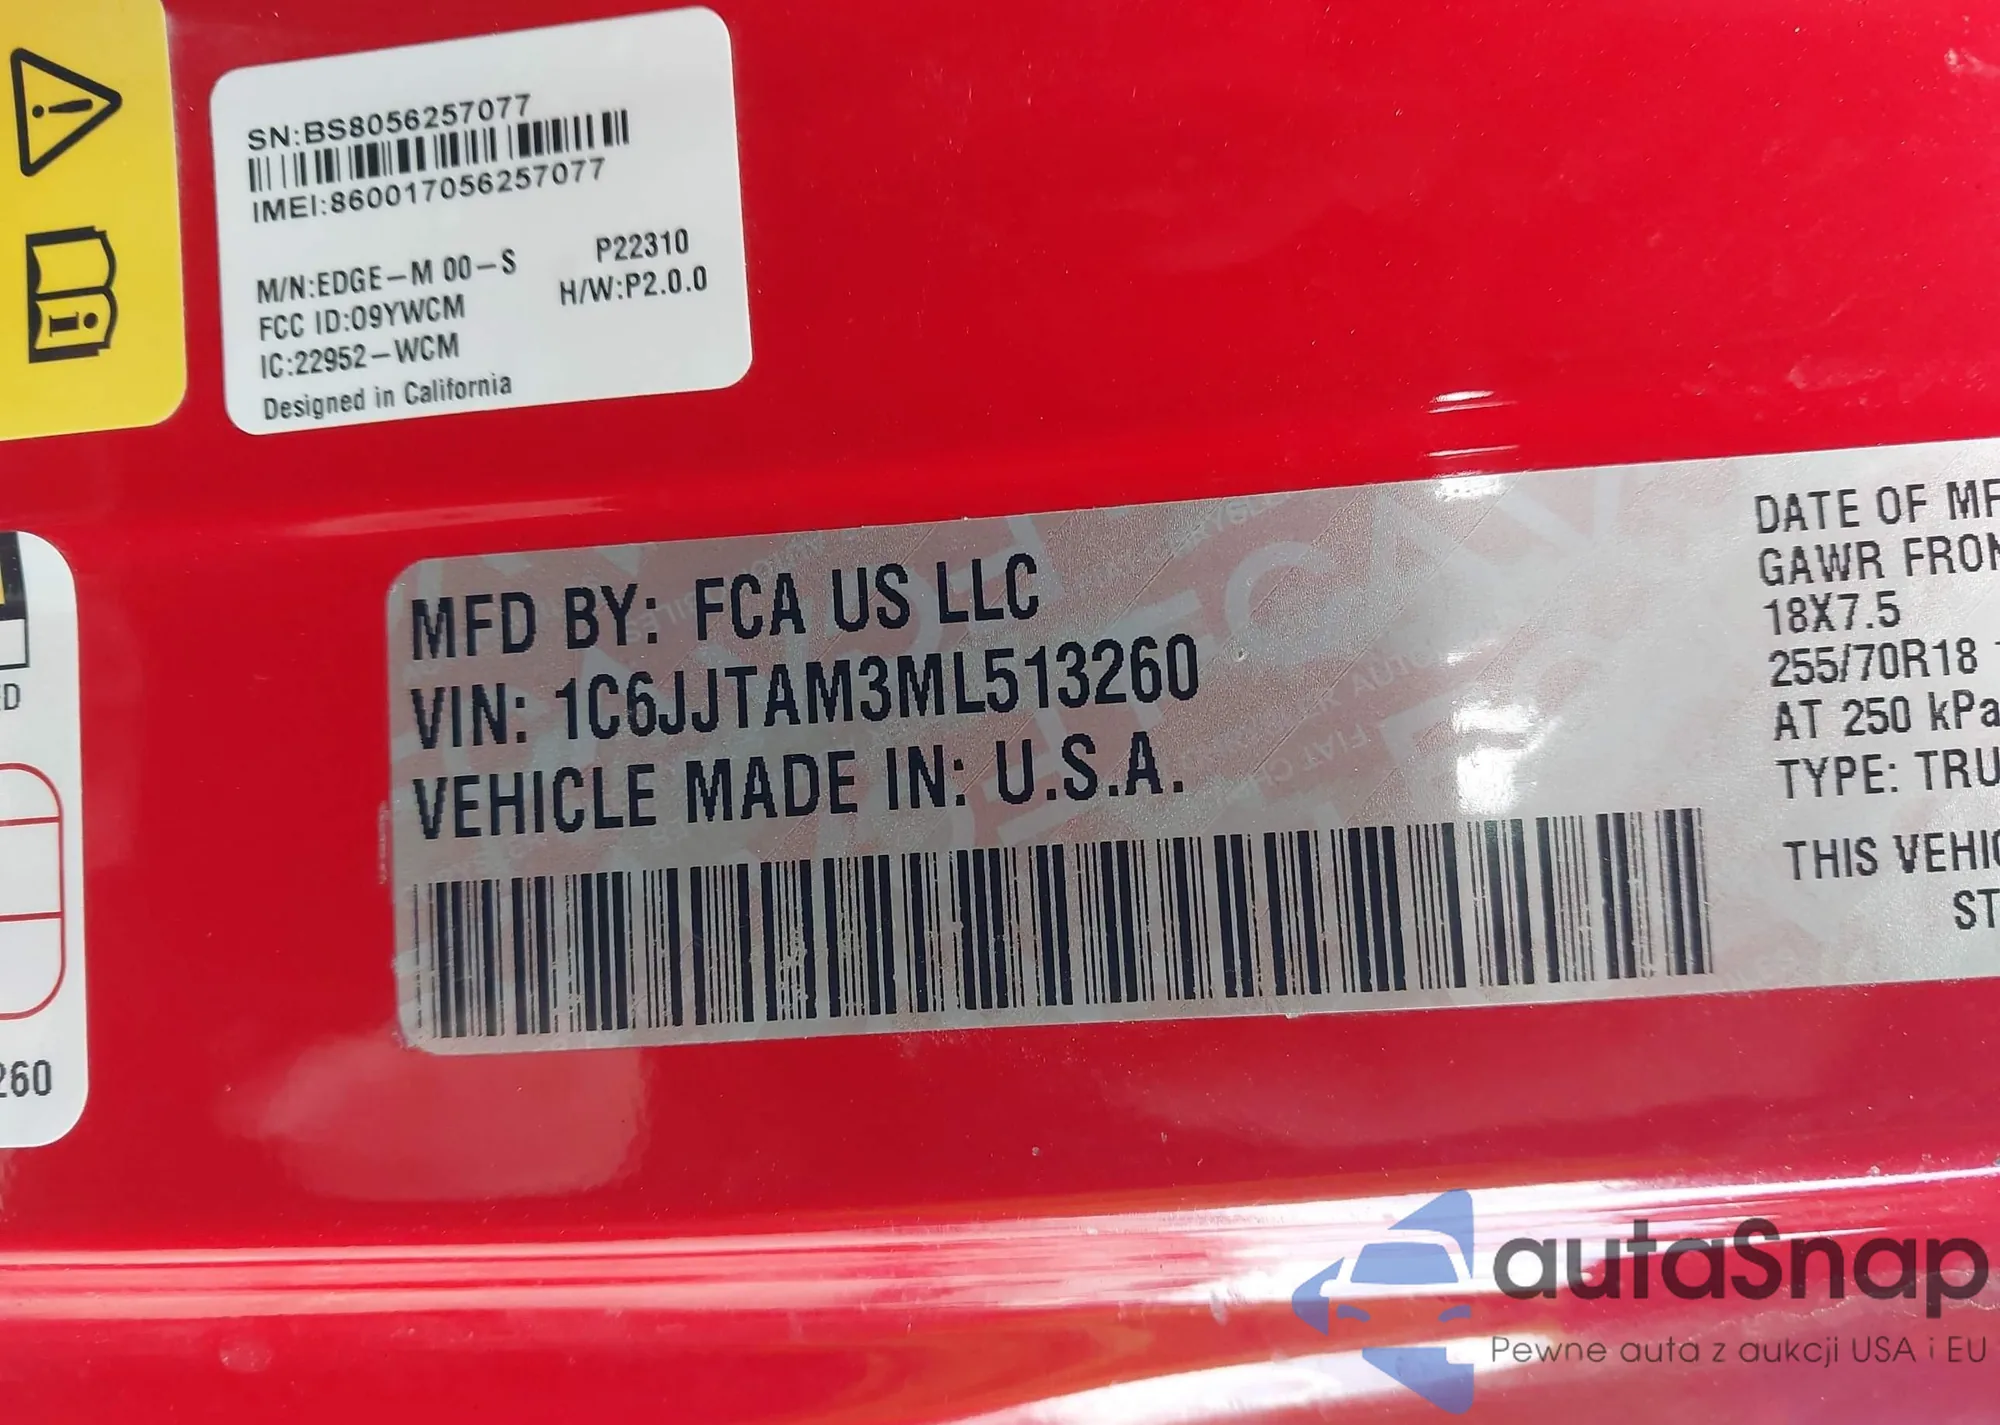 SN:BS8056257077
IMEI:860017056257077
M/N:EDGE-M 00-S
P22310
H/W:P2.0.0
FCC ID:09YWCM
IC:22952-WCM
Designed in California
MFD BY: FCA US LLC
VIN: 1C6JJTAM3ML513260
VEHICLE MADE IN: U.S.A.
DATE OF MF
GAWR FRON
18X7.5
255/70R18
AT 250 kPa
TYPE: TRU
THIS VEHIC
ST
ED
260
autaSnap
Pewne auta z aukcji USA i EU